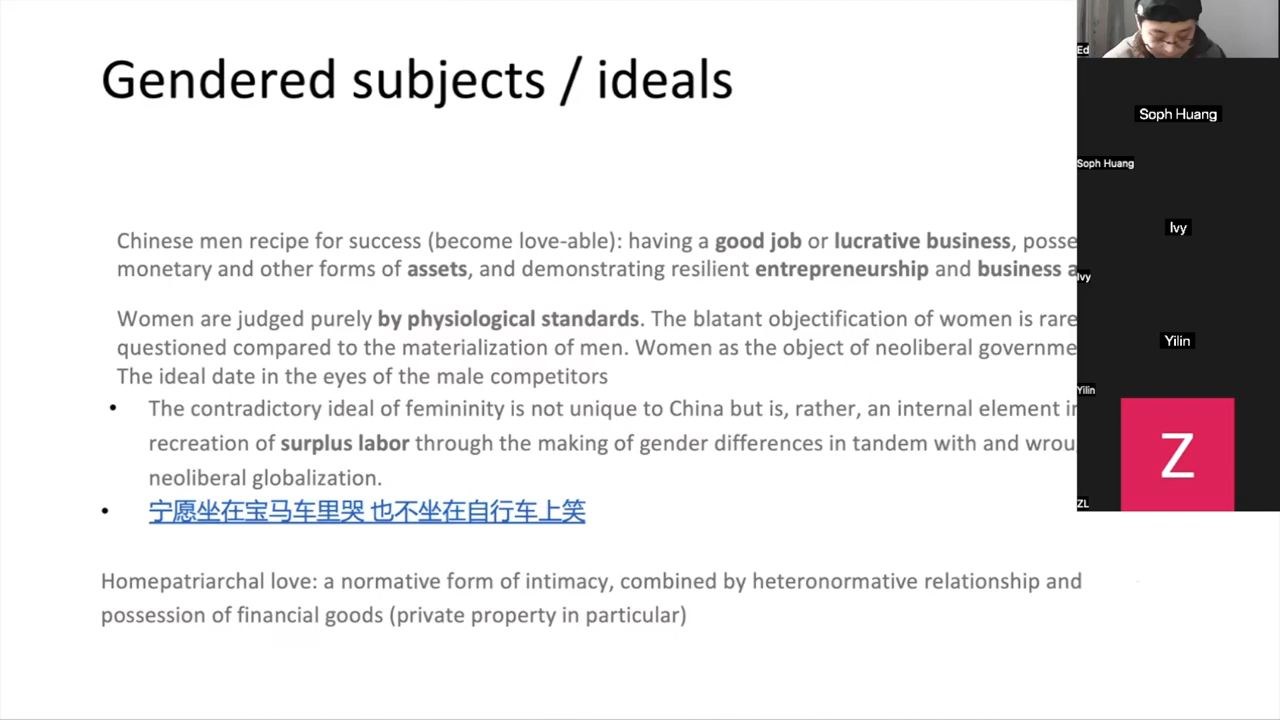 Gendered subjects / ideals
Chinese men recipe for success (become love-able): having a good job or lucrative business, posse
monetary and other forms of assets, and demonstrating resilient entrepreneurship and business a
Women are judged purely by physiological standards. The blatant objectification of women is rare
questioned compared to the materialization of men. Women as the object of neoliberal governme
The ideal date in the eyes of the male competitors
• The contradictory ideal of femininity is not unique to China but is, rather, an internal element in
recreation of surplus labor through the making of gender differences in tandem with and wrou
neoliberal globalization.
• 宁愿坐在宝马车里哭 也不坐在自行车上笑
Homepatriarchal love: a normative form of intimacy, combined by heteronormative relationship and
possession of financial goods (private property in particular)
Ed
Soph Huang
Soph Huang
Ivy
Ivy
Yilin
Yilin
Z
ZL